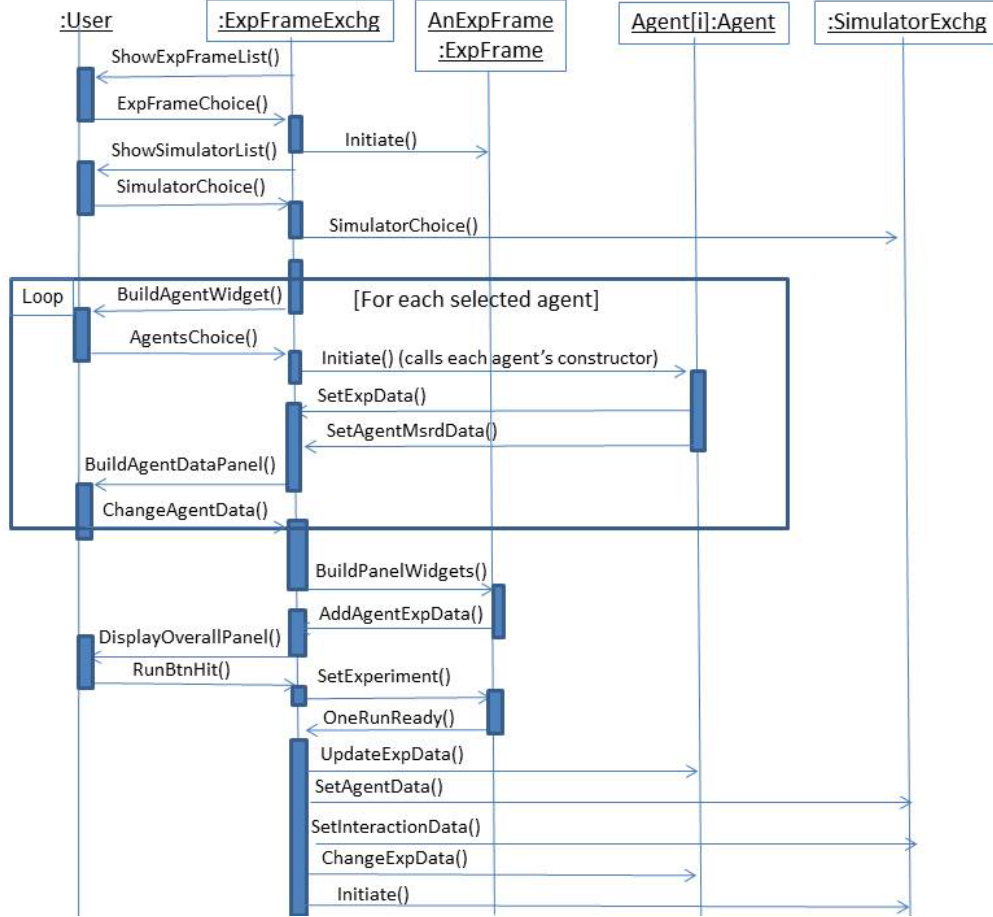 :User
:ExpFrameExchg
AnExpFrame
:ExpFrame
Agent[i]:Agent
:SimulatorExchg
ShowExpFrameList()
ExpFrameChoice()
Initiate()
ShowSimulatorList()
SimulatorChoice()
SimulatorChoice()
Loop
BuildAgentWidget()
[For each selected agent]
AgentsChoice()
Initiate() (calls each agent's constructor)
SetExpData()
SetAgentMsrdData()
BuildAgentDataPanel()
ChangeAgentData()
BuildPanelWidgets()
AddAgentExpData()
DisplayOverallPanel()
RunBtnHit()
SetExperiment()
OneRunReady()
UpdateExpData()
SetAgentData()
SetInteractionData()
ChangeExpData()
Initiate()